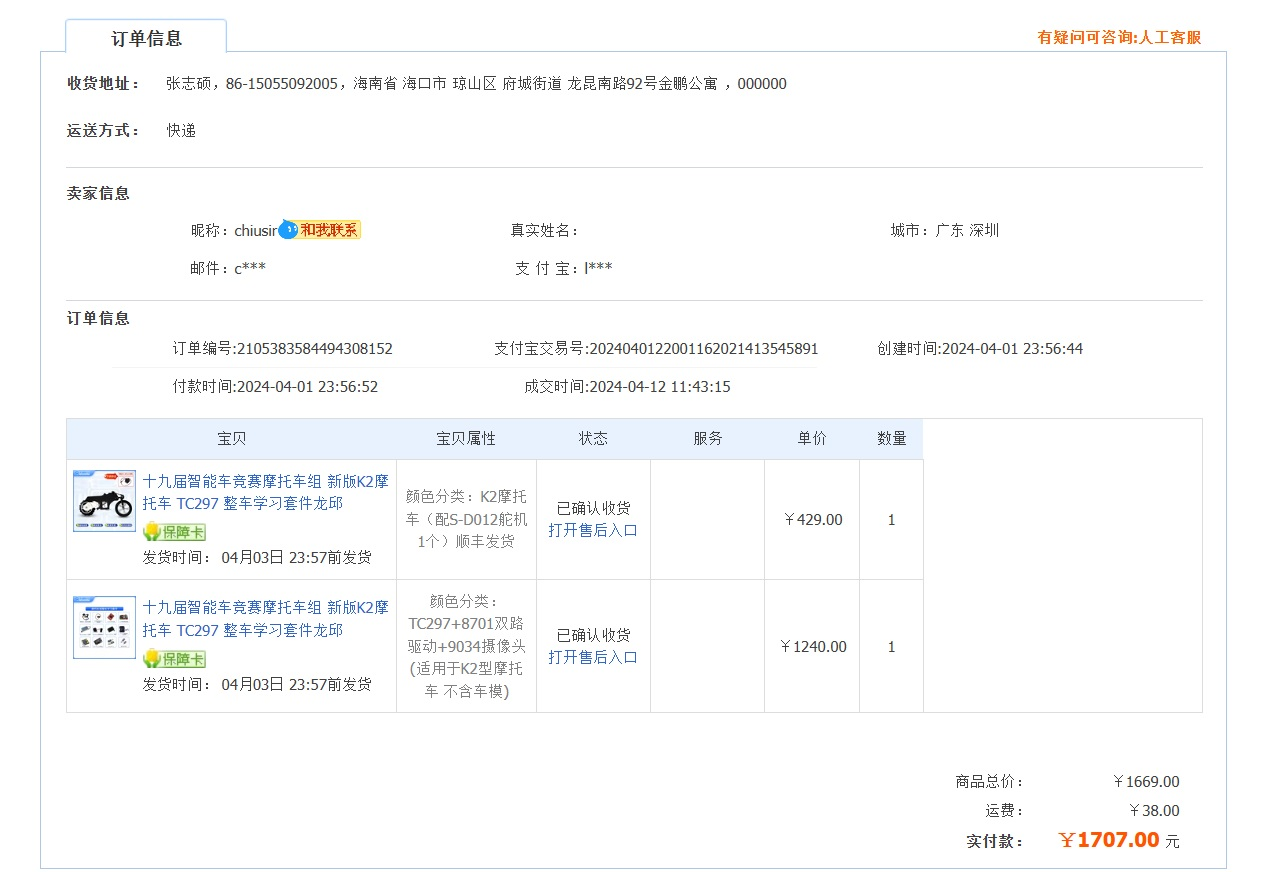 订单信息
有疑问可咨询:人工客服
收货地址： 张志硕，86-15055092005，海南省 海口市 琼山区 府城街道 龙昆南路92号金鹏公寓 ，000000
运送方式： 快递
卖家信息
昵称：chiusir 和我联系 真实姓名： 城市：广东 深圳
邮件：c*** 支 付 宝：l***
订单信息
订单编号:2105383584494308152 支付宝交易号:2024040122001162021413545891 创建时间:2024-04-01 23:56:44
付款时间:2024-04-01 23:56:52 成交时间:2024-04-12 11:43:15
宝贝 宝贝属性 状态 服务 单价 数量
十九届智能车竞赛摩托车组 新版K2摩
托车 TC297 整车学习套件龙邱
保障卡
发货时间： 04月03日 23:57前发货
颜色分类：K2摩托
车（配S-D012舵机
1个）顺丰发货
已确认收货
打开售后入口
￥429.00
1
十九届智能车竞赛摩托车组 新版K2摩
托车 TC297 整车学习套件龙邱
保障卡
发货时间： 04月03日 23:57前发货
颜色分类：
TC297+8701双路
驱动+9034摄像头
(适用于K2型摩托
车 不含车模)
已确认收货
打开售后入口
￥1240.00
1
商品总价： ￥1669.00
运费： ￥38.00
实付款： ￥1707.00 元